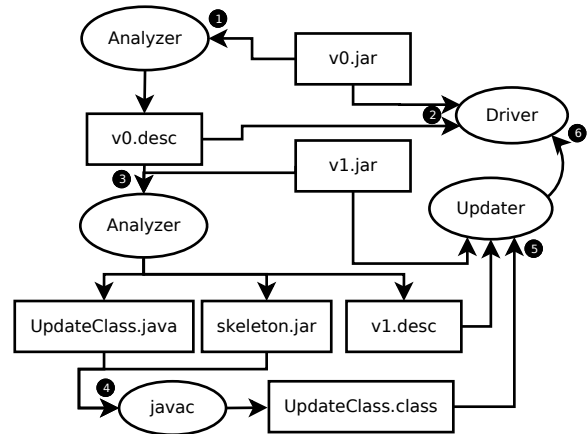 1
Analyzer
v0.jar
2
Driver
v0.desc
6
3
v1.jar
Analyzer
Updater
5
UpdateClass.java
skeleton.jar
v1.desc
4
javac
UpdateClass.class